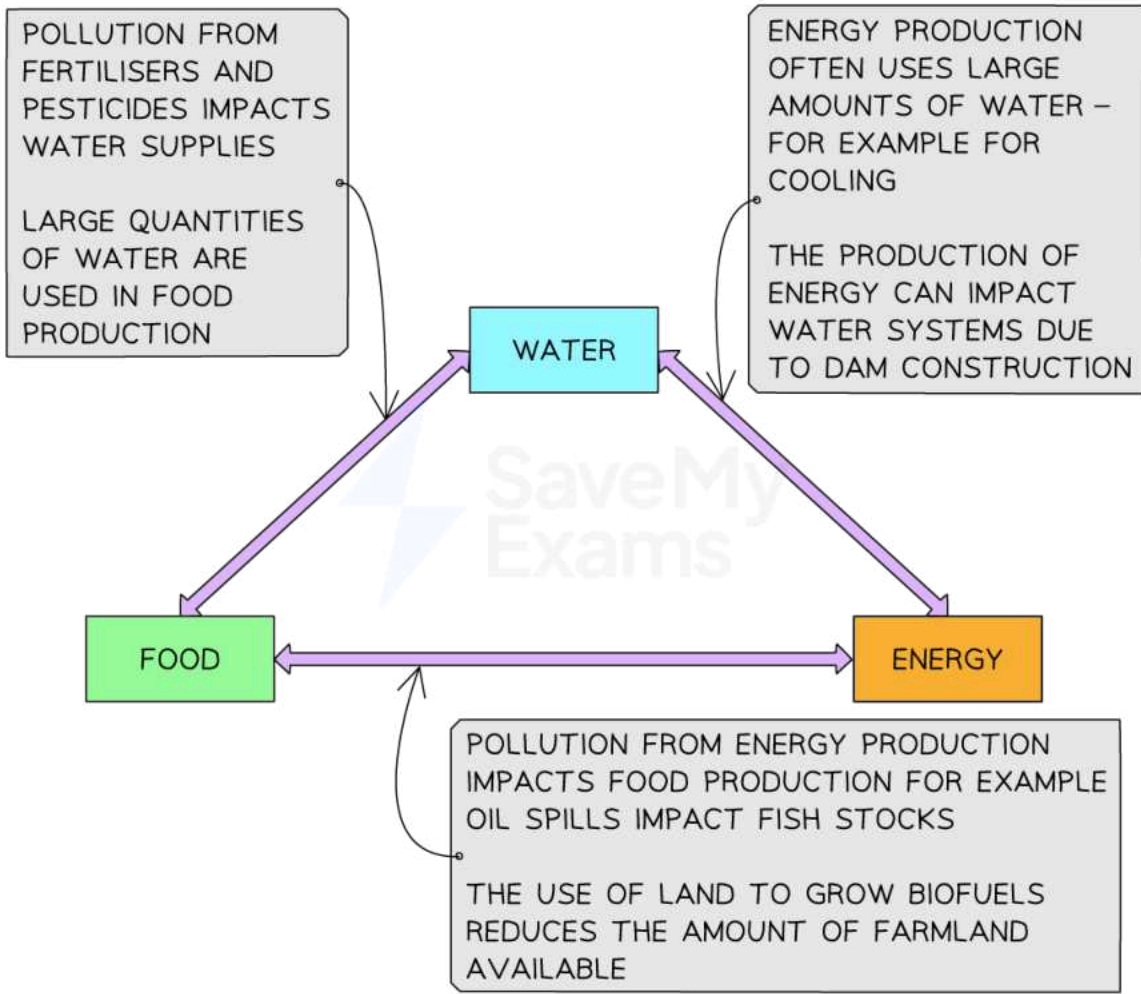 POLLUTION FROM
FERTILISERS AND
PESTICIDES IMPACTS
WATER SUPPLIES
LARGE QUANTITIES
OF WATER ARE
USED IN FOOD
PRODUCTION
ENERGY PRODUCTION
OFTEN USES LARGE
AMOUNTS OF WATER –
FOR EXAMPLE FOR
COOLING
THE PRODUCTION OF
ENERGY CAN IMPACT
WATER SYSTEMS DUE
TO DAM CONSTRUCTION
WATER
SaveMy
Exams
FOOD
ENERGY
POLLUTION FROM ENERGY PRODUCTION
IMPACTS FOOD PRODUCTION FOR EXAMPLE
OIL SPILLS IMPACT FISH STOCKS
THE USE OF LAND TO GROW BIOFUELS
REDUCES THE AMOUNT OF FARMLAND
AVAILABLE